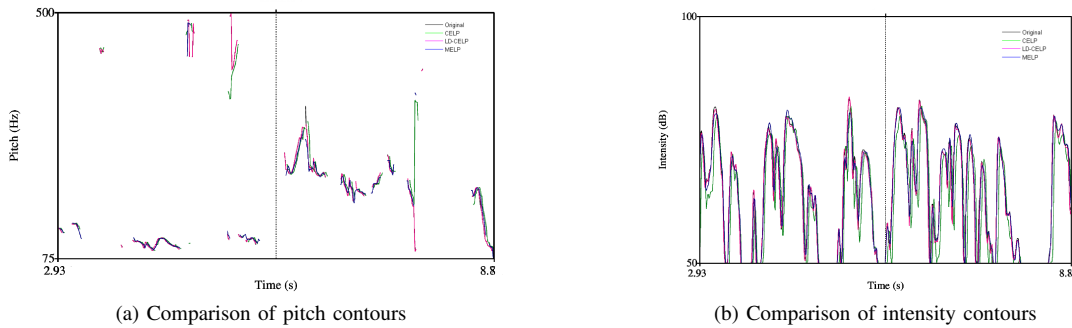 500
Original
CELP
LD-CELP
MELP
Pitch (Hz)
75
2.93
8.8
Time (s)
(a) Comparison of pitch contours
100
Original
CELP
LD-CELP
MELP
Intensity (dB)
50
2.93
8.8
Time (s)
(b) Comparison of intensity contours